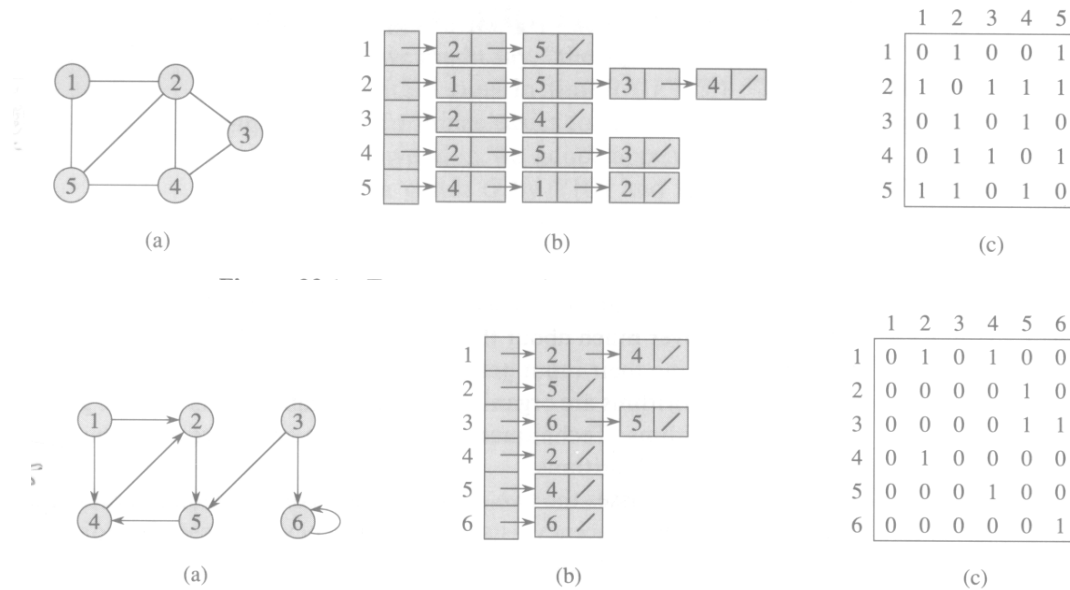 1 2
3
5 4
(a)
1 2 5 /
2 1 5 3 4 /
3 2 4 /
4 2 5 3 /
5 4 1 2 /
(b)
1 2 3 4 5
1 0 1 0 0 1
2 1 0 1 1 1
3 0 1 0 1 0
4 0 1 1 0 1
5 1 1 0 1 0
(c)
1 2 3
4 5 6
(a)
1 2 4 /
2 5 /
3 6 5 /
4 2 /
5 4 /
6 6 /
(b)
1 2 3 4 5 6
1 0 1 0 1 0 0
2 0 0 0 0 1 0
3 0 0 0 0 1 1
4 0 1 0 0 0 0
5 0 0 0 1 0 0
6 0 0 0 0 0 1
(c)